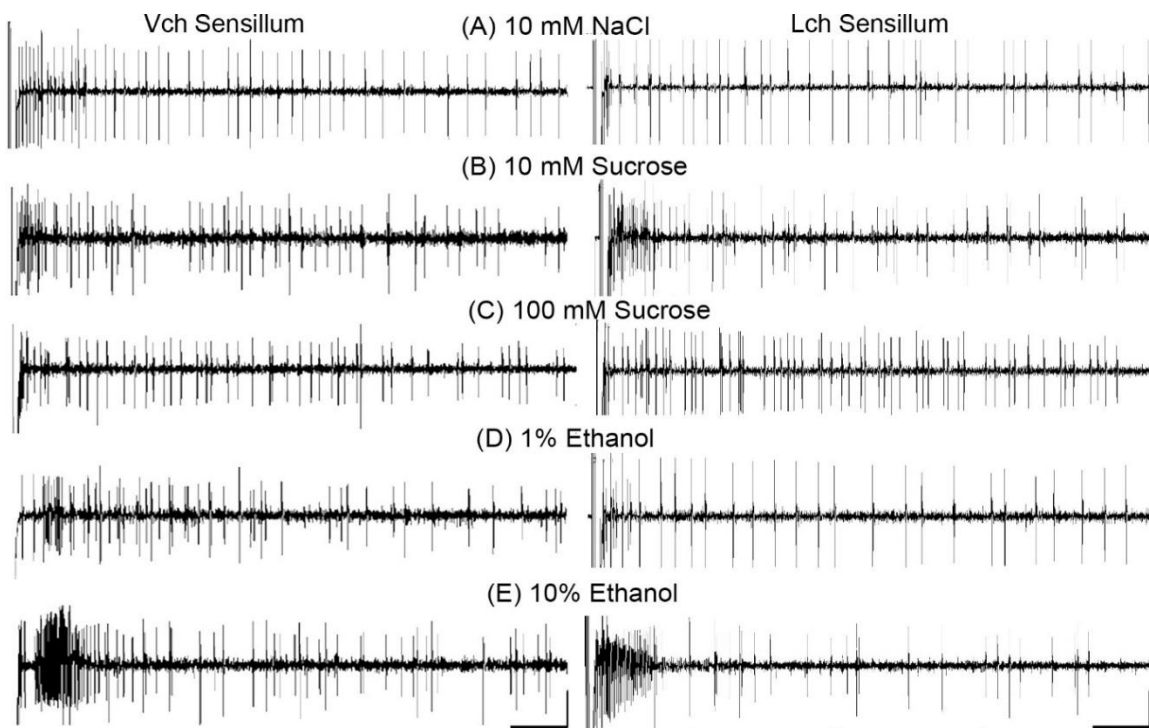 Vch Sensillum (A) 10 mM NaCl Lch Sensillum
(B) 10 mM Sucrose
(C) 100 mM Sucrose
(D) 1% Ethanol
(E) 10% Ethanol